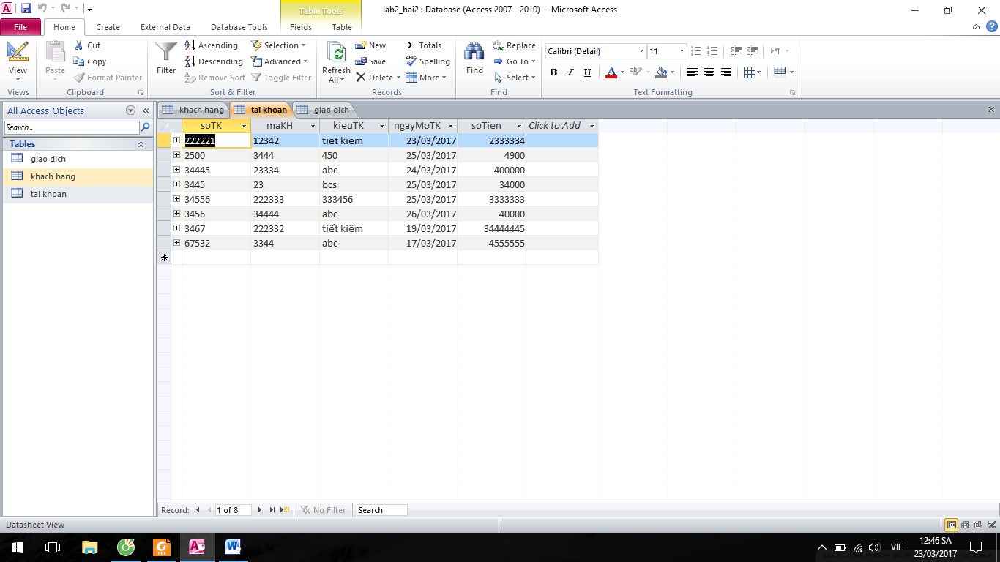 Table Tools
lab2_bai2 : Database (Access 2007 - 2010) - Microsoft Access
File Home Create External Data Database Tools Fields Table
View Paste Cut Copy Format Painter Filter Ascending Descending Remove Sort Selection Advanced Toggle Filter Refresh All New Save Delete Totals Spelling More Find Replace Go To Select Calibri (Detail) 11 B I U A ab
Views Clipboard Sort & Filter Records Find Text Formatting
All Access Objects
Search...
Tables
giao dich
khach hang
tai khoan
khach hang tai khoan giao dich
soTK maKH kieuTK ngayMoTK soTien Click to Add
222221 12342 tiet kiem 23/03/2017 2333334
2500 3444 450 25/03/2017 4900
34445 23334 abc 24/03/2017 400000
3445 23 bcs 25/03/2017 34000
34556 222333 333456 25/03/2017 3333333
3456 34444 abc 26/03/2017 40000
3467 222332 tiết kiệm 19/03/2017 34444445
67532 3344 abc 17/03/2017 4555555
Record: 1 of 8 No Filter Search
Datasheet View
VIE 12:46 SA
23/03/2017